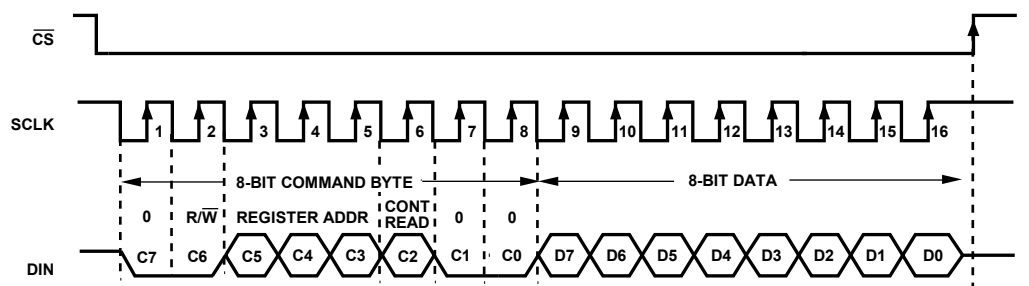 CS
SCLK
1 2 3 4 5 6 7 8 9 10 11 12 13 14 15 16
8-BIT COMMAND BYTE 8-BIT DATA
0 R/W REGISTER ADDR CONT READ 0 0
DIN C7 C6 C5 C4 C3 C2 C1 C0 D7 D6 D5 D4 D3 D2 D1 D0